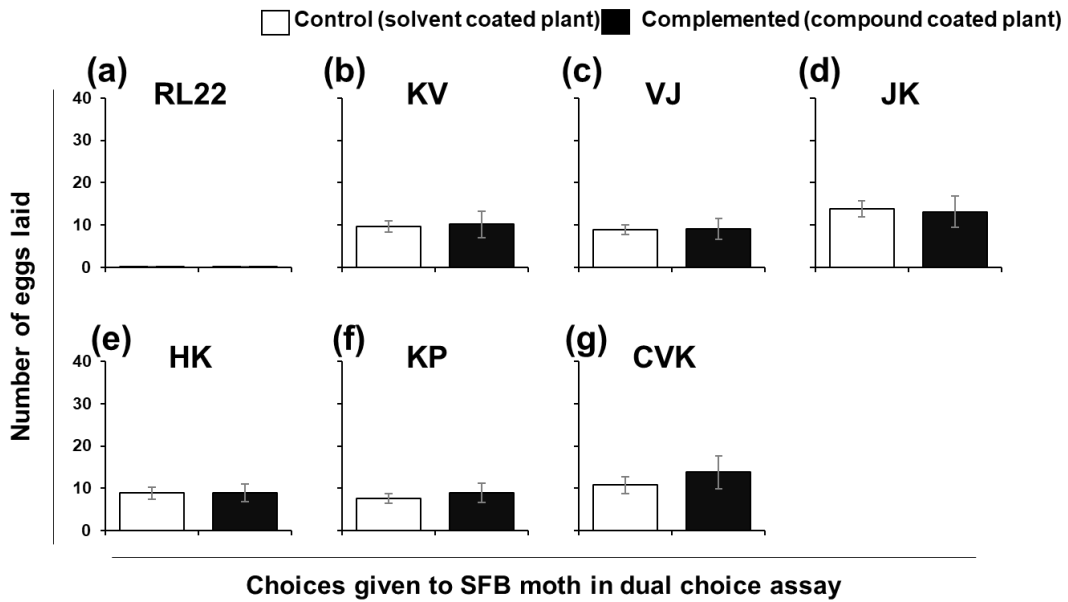 Control (solvent coated plant) Complemented (compound coated plant)
(a) (b) (c) (d)
RL22 KV VJ JK
40
30
20
10
0
(e) (f) (g)
HK KP CVK
40
30
20
10
0
Number of eggs laid
Choices given to SFB moth in dual choice assay